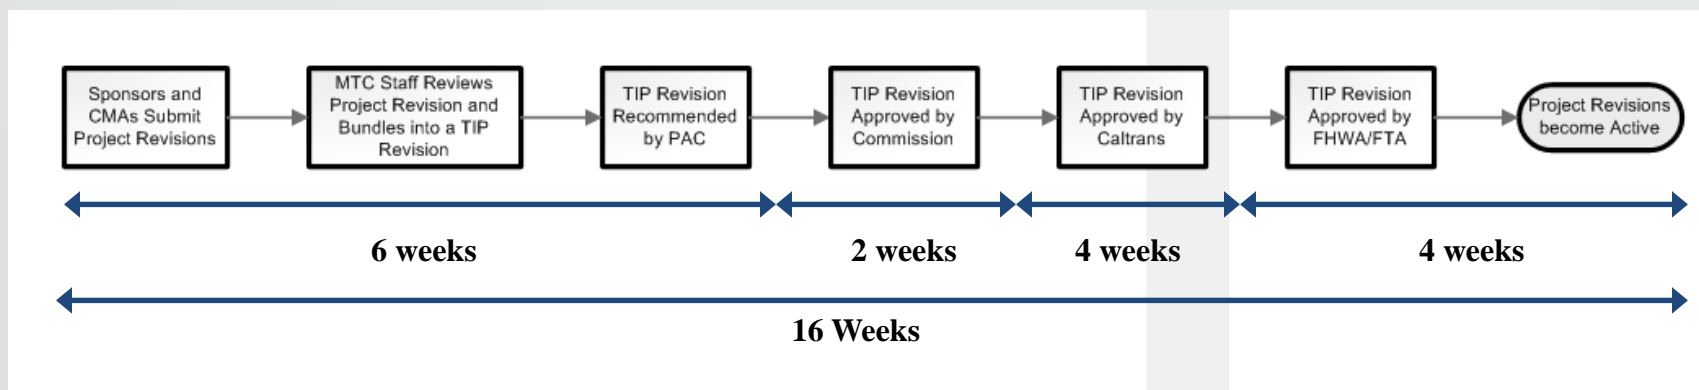 Sponsors and
CMAs Submit
Project Revisions
MTC Staff Reviews
Project Revision and
Bundles into a TIP
Revision
TIP Revision
Recommended
by PAC
TIP Revision
Approved by
Commission
TIP Revision
Approved by
Caltrans
TIP Revision
Approved by
FHWA/FTA
Project Revisions
become Active
6 weeks
2 weeks
4 weeks
4 weeks
16 Weeks